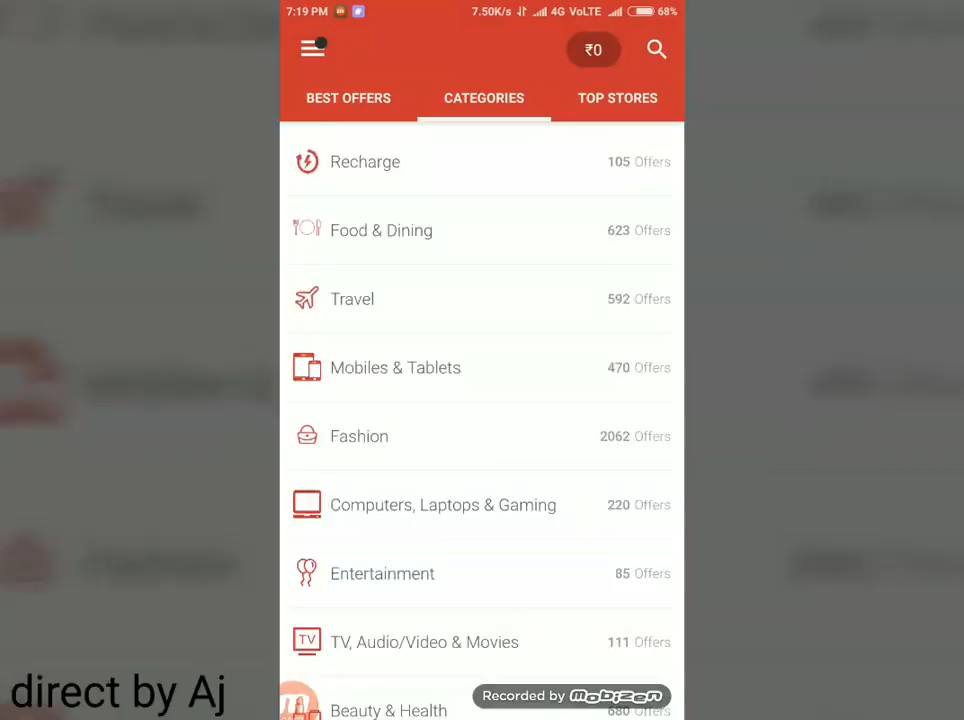 7:19 PM 7.50K/s 4G VoLTE 68%
₹0
BEST OFFERS CATEGORIES TOP STORES
Recharge 105 Offers
Food & Dining 623 Offers
Travel 592 Offers
Mobiles & Tablets 470 Offers
Fashion 2062 Offers
Computers, Laptops & Gaming 220 Offers
Entertainment 85 Offers
TV TV, Audio/Video & Movies 111 Offers
Recorded by Mobizen
Beauty & Health 680 Offers
direct by Aj